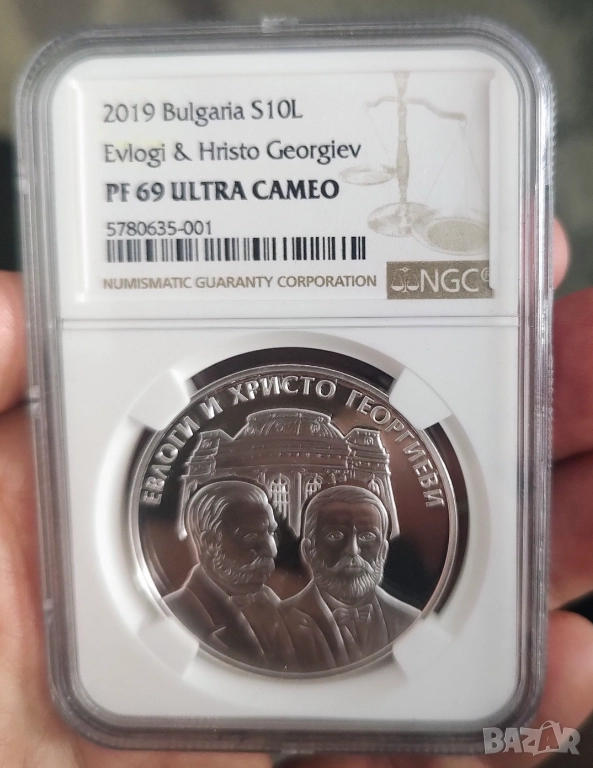 2019 Bulgaria S10L
Evlogi & Hristo Georgiev
PF 69 ULTRA CAMEO
5780635-001
NUMISMATIC GUARANTY CORPORATION
NGC
ЕВЛОГИ И ХРИСТО ГЕОРГИЕВИ
BAZAR